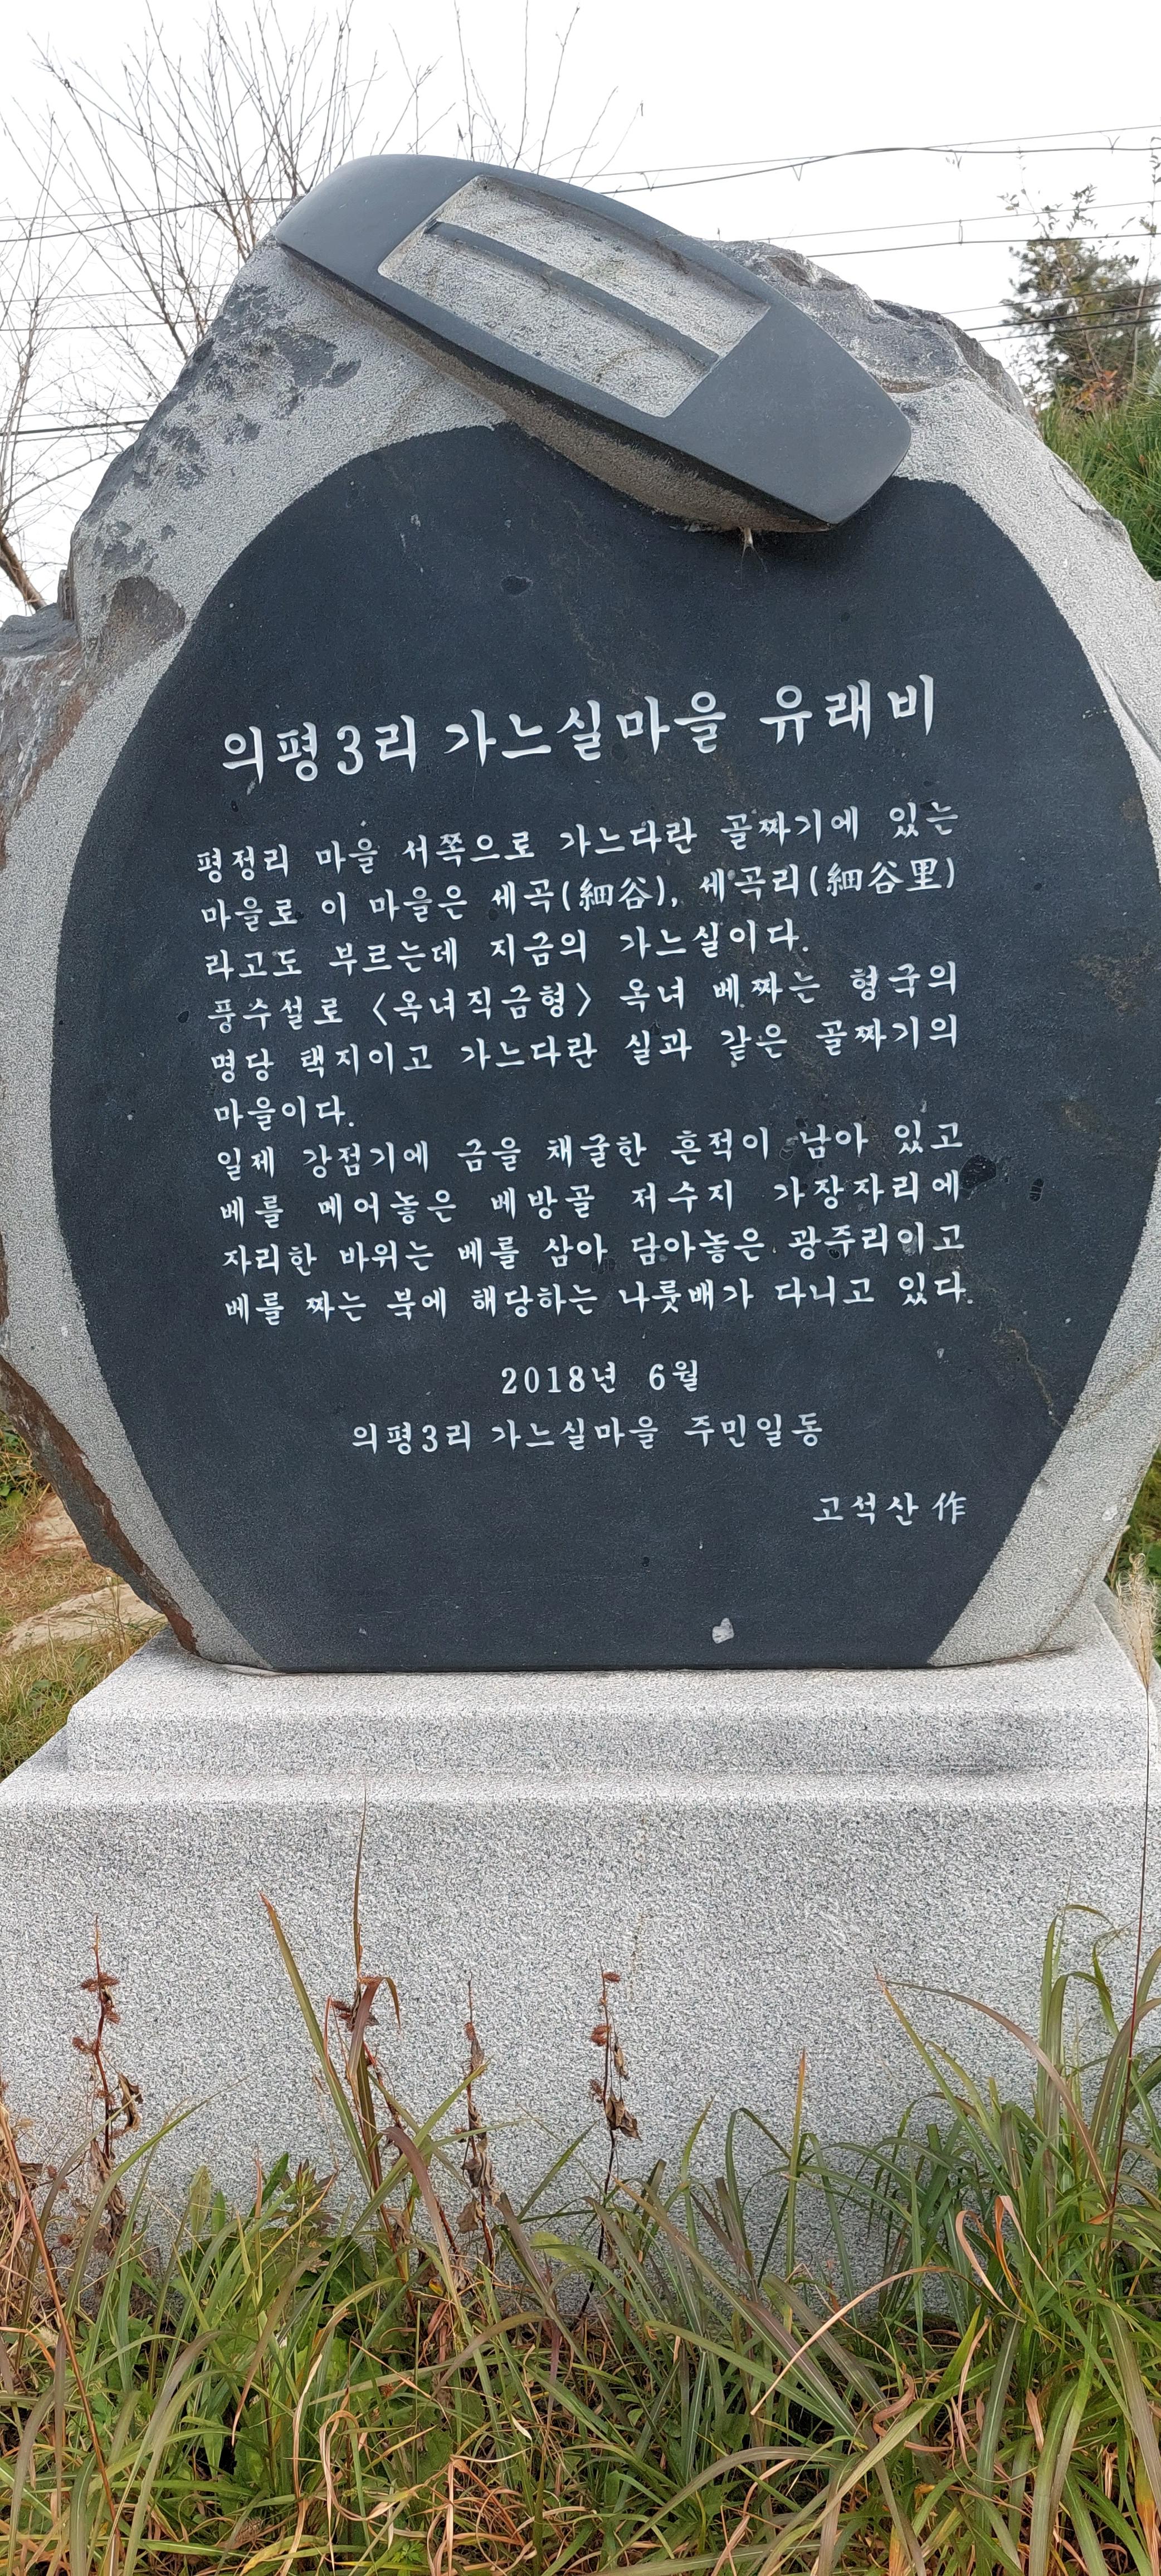 의평3리 가느실마을 유래비
평정리 마을 서쪽으로 가느다란 골짜기에 있는
마을로 이 마을은 세곡(細谷), 세곡리(細谷里)
라고도 부르는데 지금의 가느실이다.
풍수설로 <옥녀직금형> 옥녀 베 짜는 형국의
명당 택지이고 가느다란 실과 같은 골짜기의
마을이다.
일제 강점기에 금을 채굴한 흔적이 남아 있고
베를 메어놓은 베방골 저수지 가장자리에
자리한 바위는 베를 삼아 담아놓은 광주리이고
베를 짜는 북에 해당하는 나룻배가 다니고 있다.
2018년 6월
의평3리 가느실마을 주민일동
고석산 作